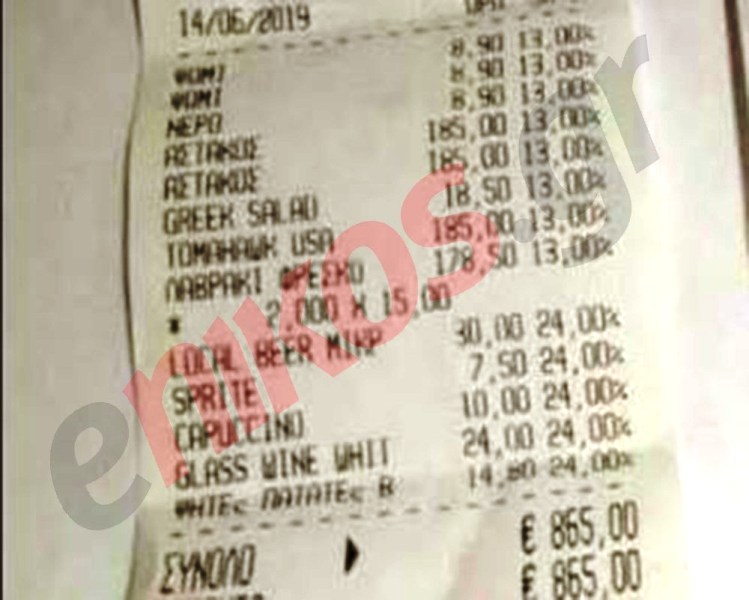 14/06/2019
ΨΩΜΙ 8,90 13,00%
ΨΩΜΙ 8,90 13,00%
ΝΕΡΟ 8,90 13,00%
ΑΣΤΑΚΟΣ 185,00 13,00%
ΑΣΤΑΚΟΣ 185,00 13,00%
GREEK SALAD 18,50 13,00%
TOMAHAWK USA 185,00 13,00%
ΛΑΒΡΑΚΙ ΦΡΕΣΚΟ 178,50 13,00%
* 2,000 X 15,00
LOCAL BEER ΜΙΚΡ 30,00 24,00%
SPRITE 7,50 24,00%
CAPUCCINO 10,00 24,00%
GLASS WINE WHIT 24,00 24,00%
ΨΗΤΕς ΠΑΤΑΤΕς Β 14,80 24,00%
ΣΥΝΟΛΟ € 865,00
€ 865,00
enikos.gr